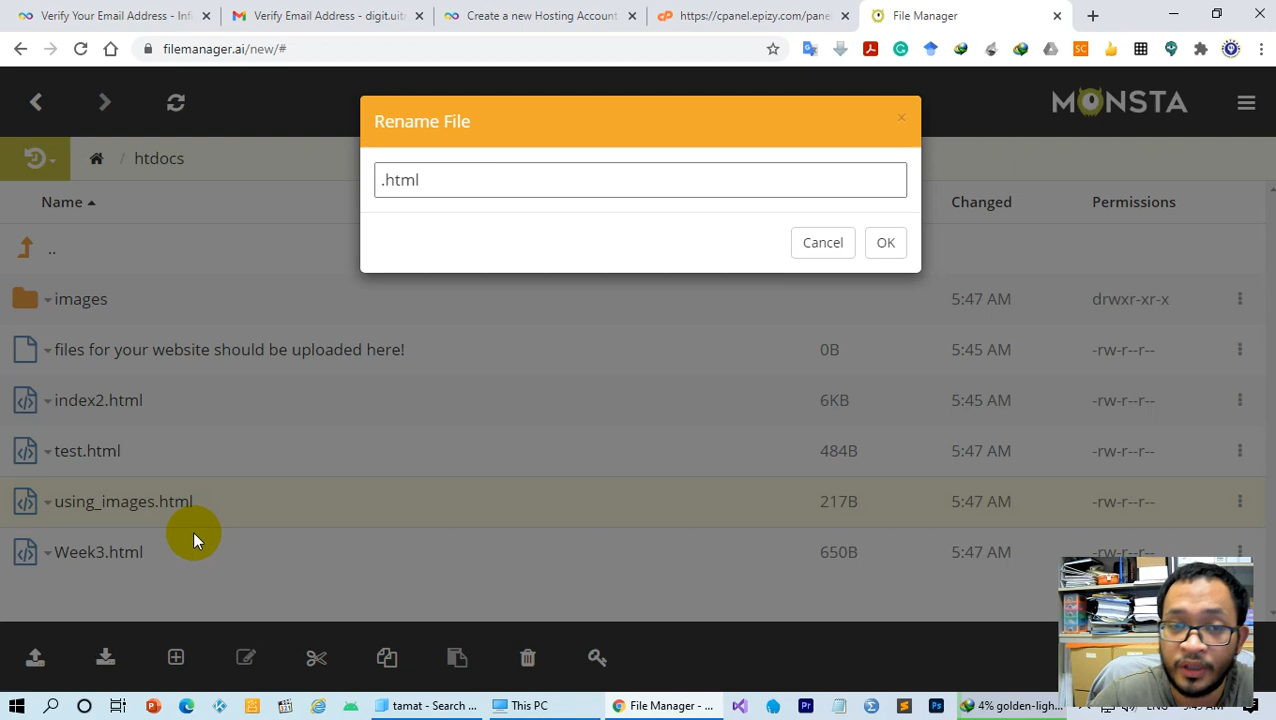 Verify Your Email Address - Infi
Verify Email Address - digit.uitm
Create a new Hosting Account
https://cpanel.epizy.com/pane
File Manager
filemanager.ai/new/#
MONSTA
Rename File
.html
Cancel
OK
htdocs
Name
Changed
Permissions
..
images
5:47 AM
drwxr-xr-x
files for your website should be uploaded here!
0B
5:45 AM
-rw-r--r--
index2.html
6KB
5:45 AM
-rw-r--r--
test.html
484B
5:47 AM
-rw-r--r--
using_images.html
217B
5:47 AM
-rw-r--r--
Week3.html
650B
5:47 AM
-rw-r--r--
tamat - Search ...
This PC
File Manager - ...
4% golden-ligh...